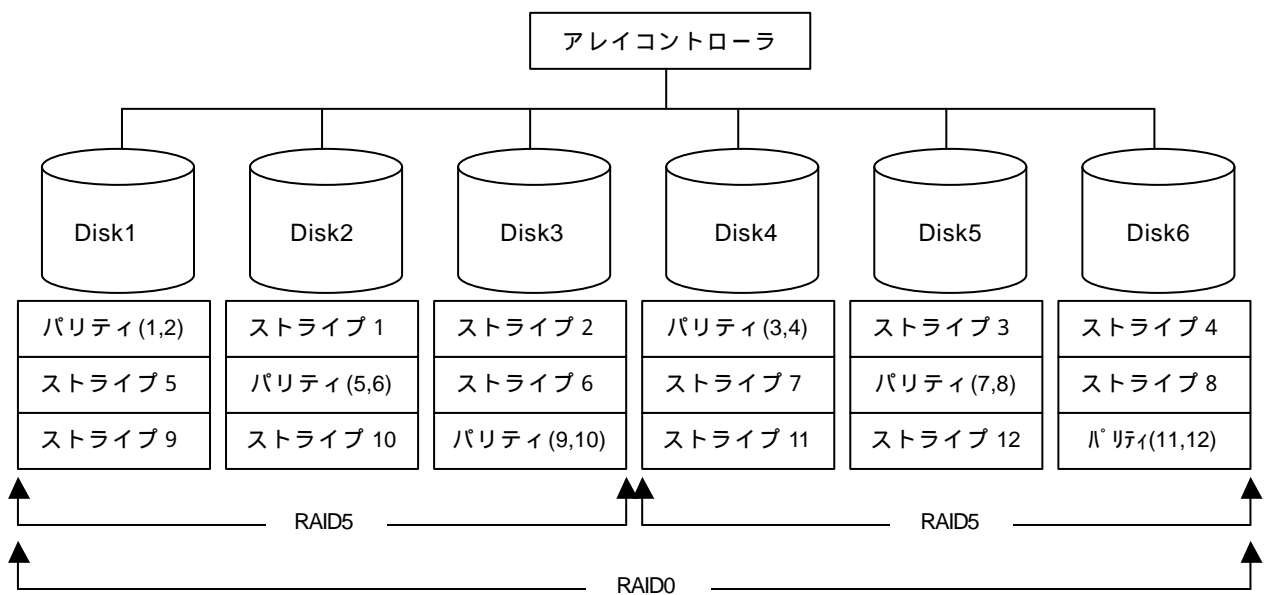 アレイコントローラ
Disk1 Disk2 Disk3 Disk4 Disk5 Disk6
パリティ(1,2) ストライプ 1 ストライプ 2 パリティ(3,4) ストライプ 3 ストライプ 4
ストライプ 5 パリティ(5,6) ストライプ 6 ストライプ 7 パリティ(7,8) ストライプ 8
ストライプ 9 ストライプ 10 パリティ(9,10) ストライプ 11 ストライプ 12 パリティ(11,12)
RAID5 RAID5
RAID0